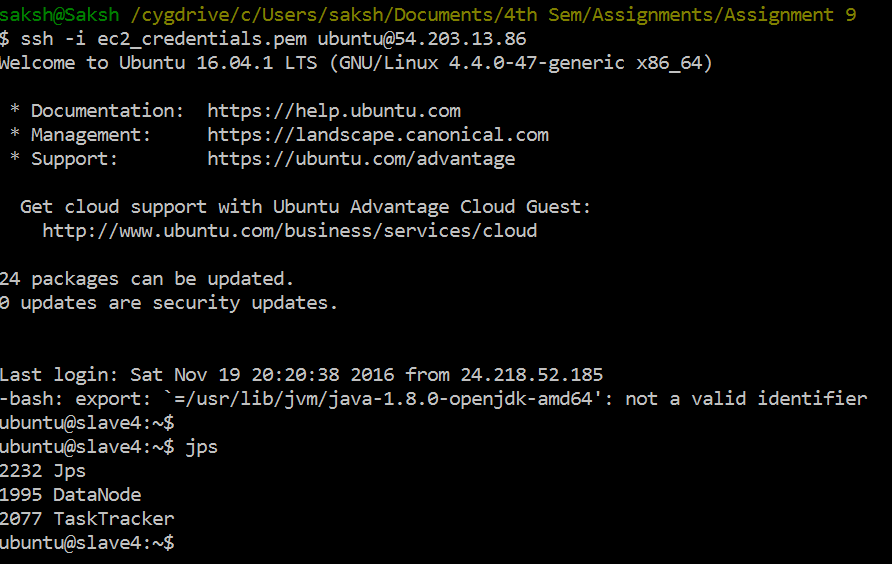 saksh@Saksh /cygdrive/c/Users/saksh/Documents/4th Sem/Assignments/Assignment 9
$ ssh -i ec2_credentials.pem ubuntu@54.203.13.86
Welcome to Ubuntu 16.04.1 LTS (GNU/Linux 4.4.0-47-generic x86_64)
* Documentation:  https://help.ubuntu.com
* Management:     https://landscape.canonical.com
* Support:        https://ubuntu.com/advantage
Get cloud support with Ubuntu Advantage Cloud Guest:
http://www.ubuntu.com/business/services/cloud
24 packages can be updated.
0 updates are security updates.
Last login: Sat Nov 19 20:20:38 2016 from 24.218.52.185
-bash: export: `=/usr/lib/jvm/java-1.8.0-openjdk-amd64': not a valid identifier
ubuntu@slave4:~$
ubuntu@slave4:~$ jps
2232 Jps
1995 DataNode
2077 TaskTracker
ubuntu@slave4:~$